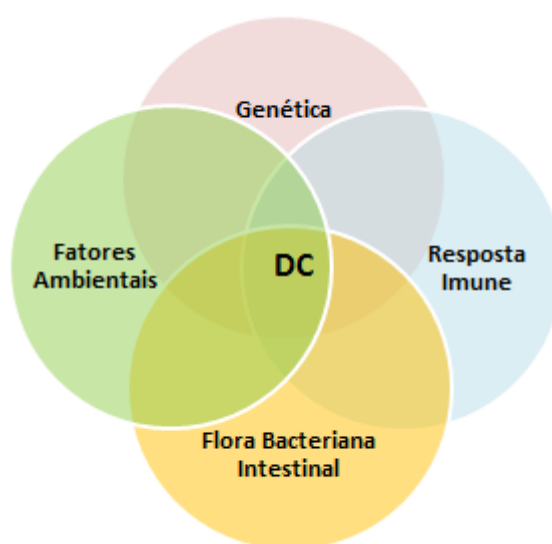 Genética
Fatores
Ambientais
DC
Resposta
Imune
Flora Bacteriana
Intestinal